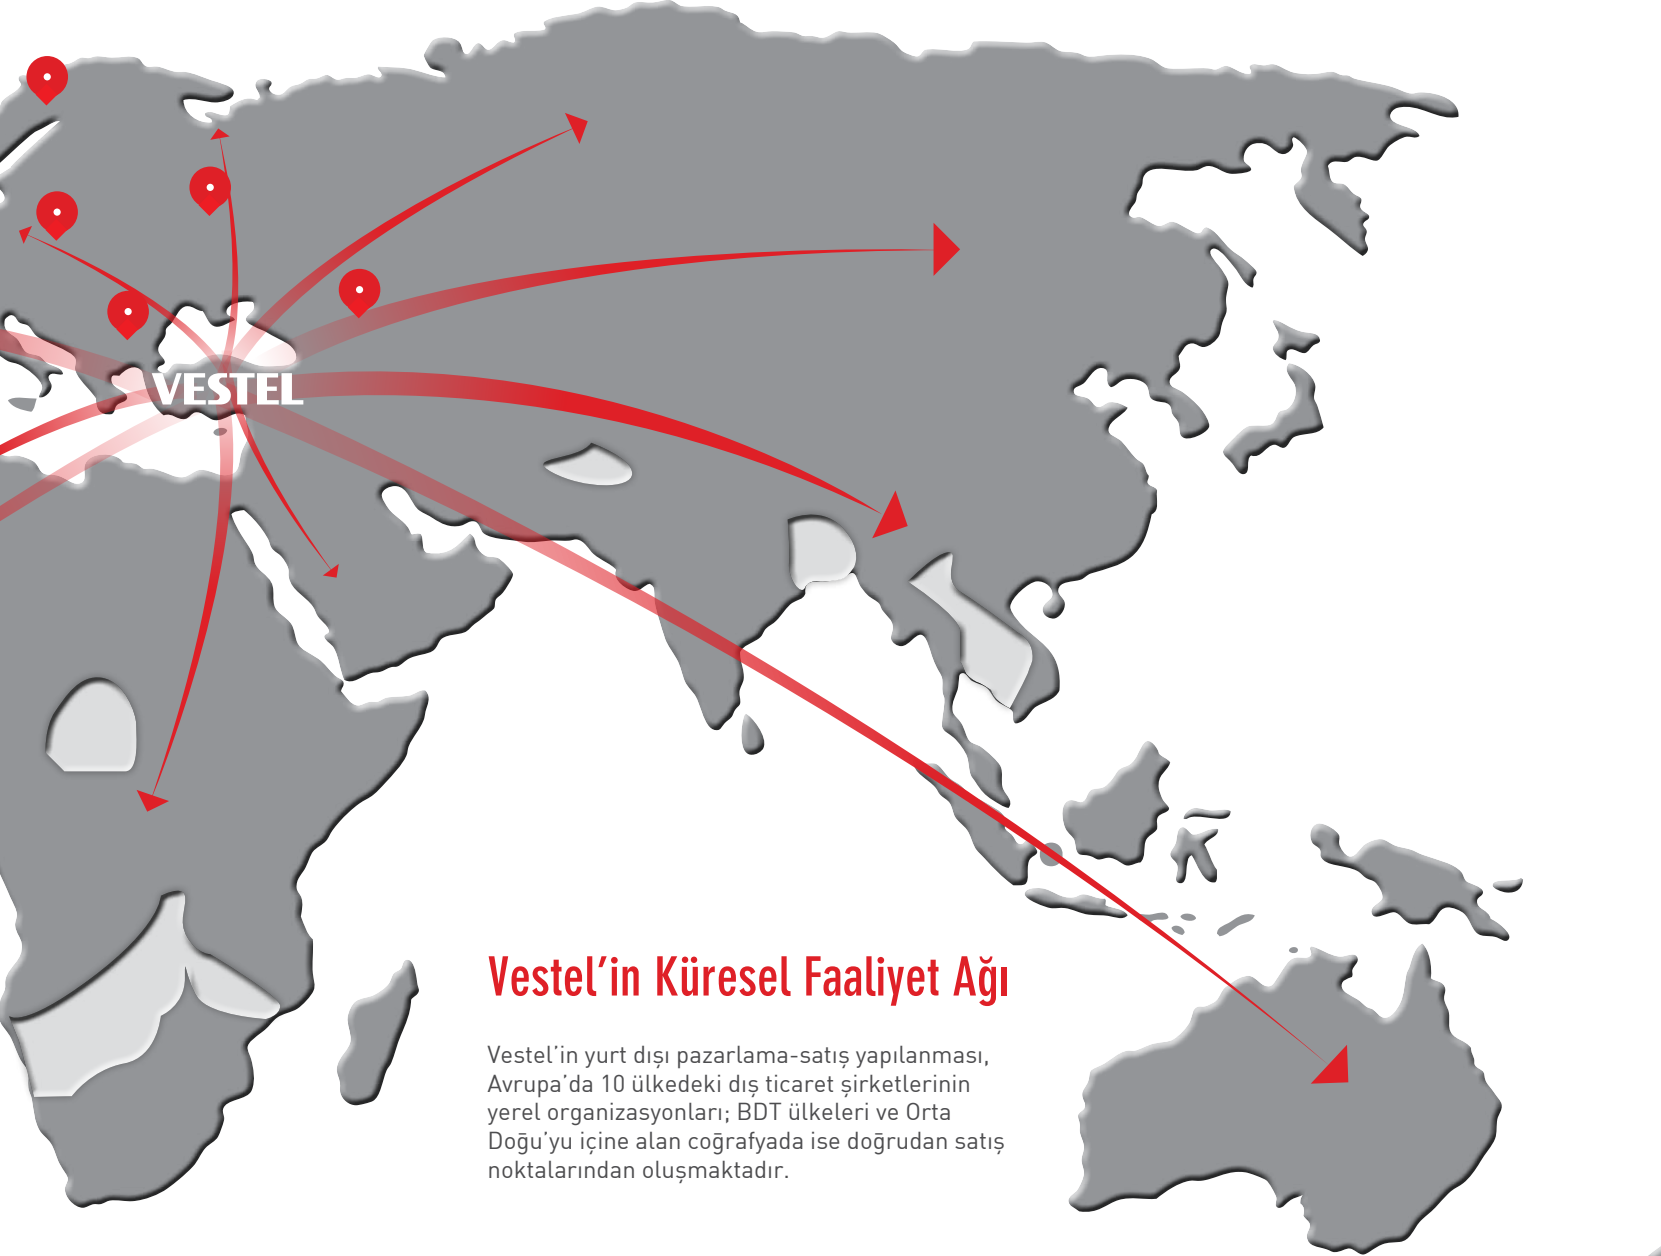 VESTEL
Vestel’in Küresel Faaliyet Ağı
Vestel’in yurt dışı pazarlama-satış yapılanması,
Avrupa’da 10 ülkedeki dış ticaret şirketlerinin
yerel organizasyonları; BDT ülkeleri ve Orta
Doğu’yu içine alan coğrafyada ise doğrudan satış
noktalarından oluşmaktadır.